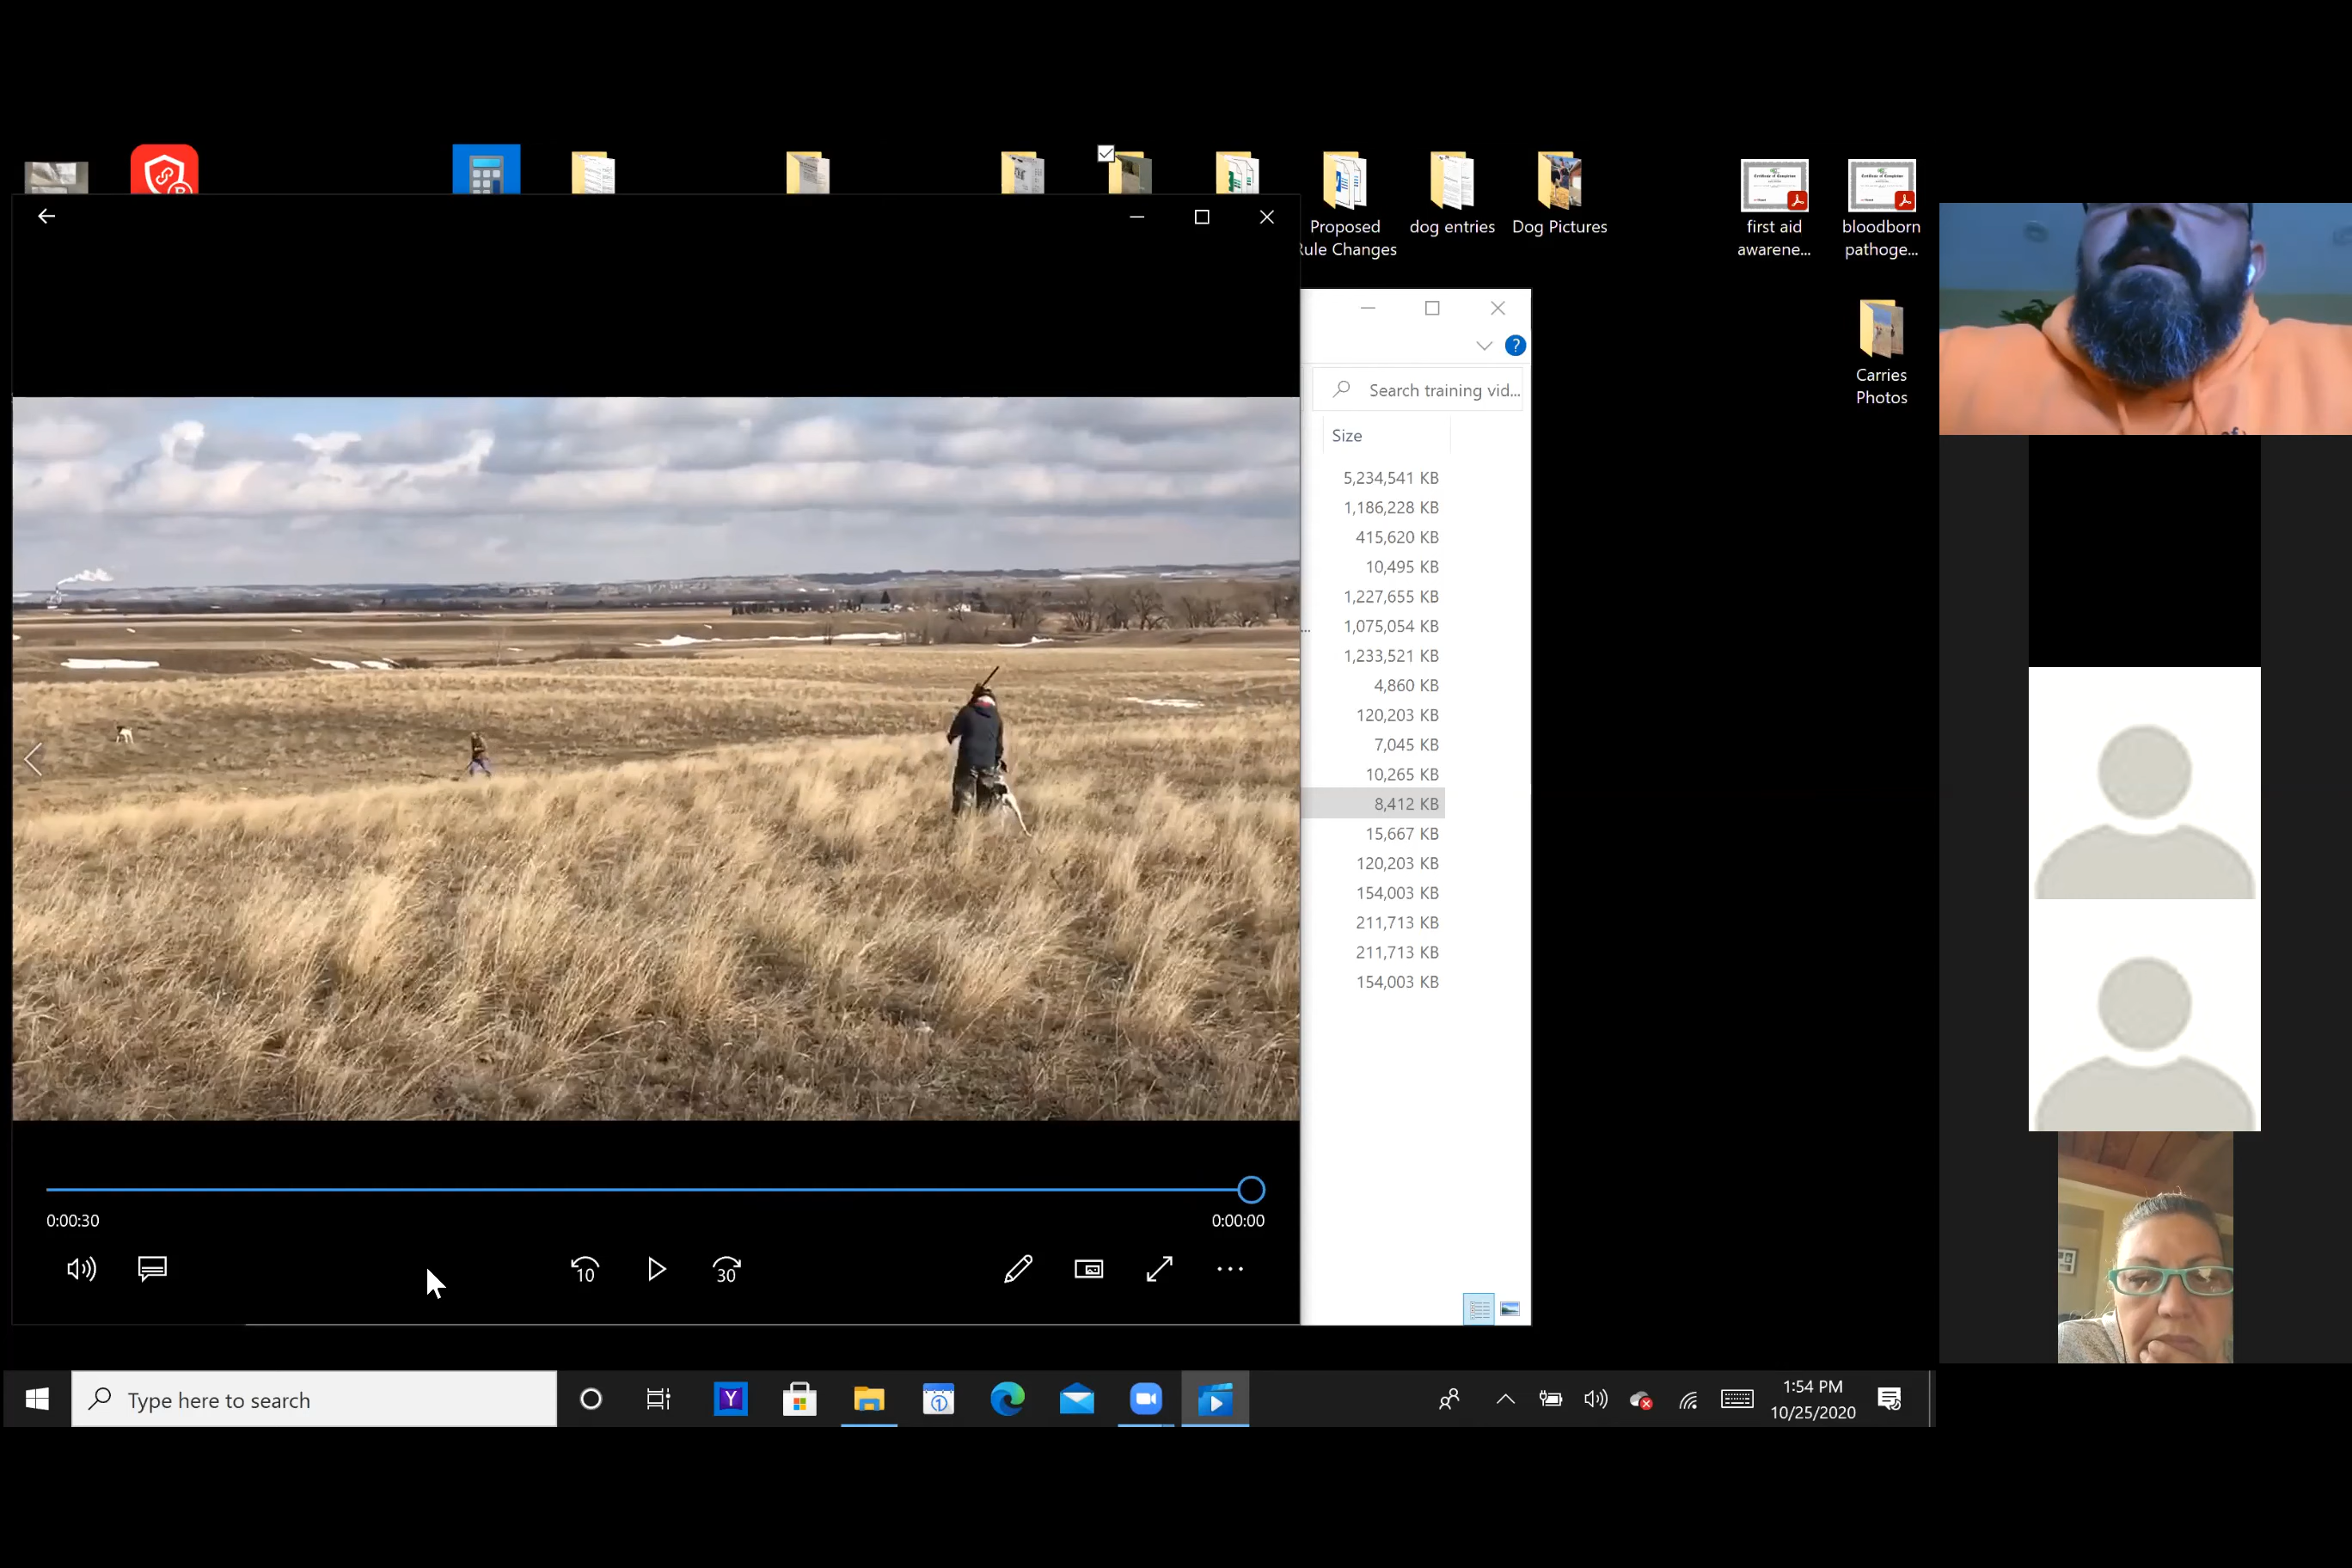 Proposed
Rule Changes
dog entries
Dog Pictures
first aid
awarene...
bloodborn
pathoge...
Carries
Photos
?
Search training vid...
Size
5,234,541 KB
1,186,228 KB
415,620 KB
10,495 KB
1,227,655 KB
... 1,075,054 KB
1,233,521 KB
4,860 KB
120,203 KB
7,045 KB
10,265 KB
8,412 KB
15,667 KB
120,203 KB
154,003 KB
211,713 KB
211,713 KB
154,003 KB
0:00:30
0:00:00
10
30
Type here to search
Y
1:54 PM
10/25/2020